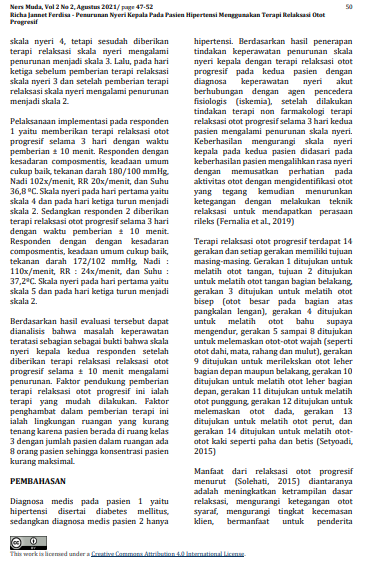 Ners Muda, Vol 2 No 2, Agustus 2021/ page 47-52
50
Richa Jannet Ferdisa - Penurunan Nyeri Kepala Pada Pasien Hipertensi Menggunakan Terapi Relaksasi Otot
Progresif
skala nyeri 4, tetapi sesudah diberikan
terapi relaksasi skala nyeri mengalami
penurunan menjadi skala 3. Lalu, pada hari
ketiga sebelum pemberian terapi relaksasi
skala nyeri 3 dan setelah pemberian terapi
relaksasi skala nyeri mengalami penurunan
menjadi skala 2.
Pelaksanaan implementasi pada responden
1 yaitu memberikan terapi relaksasi otot
progresif selama 3 hari dengan waktu
pemberian ± 10 menit. Responden dengan
kesadaran composmentis, keadaan umum
cukup baik, tekanan darah 180/100 mmHg,
Nadi 102x/menit, RR 20x/menit, dan Suhu
36,8 ºC. Skala nyeri pada hari pertama yaitu
skala 4 dan pada hari ketiga turun menjadi
skala 2. Sedangkan responden 2 diberikan
terapi relaksasi otot progresif selama 3 hari
dengan waktu pemberian ± 10 menit.
Responden dengan dengan kesadaran
composmentis, keadaan umum cukup baik,
tekanan darah 172/102 mmHg, Nadi :
110x/menit, RR : 24x/menit, dan Suhu :
37,2ºC. Skala nyeri pada hari pertama yaitu
skala 5 dan pada hari ketiga turun menjadi
skala 2.
Berdasarkan hasil evaluasi tersebut dapat
dianalisis bahwa masalah keperawatan
teratasi sebagian sebagai bukti bahwa skala
nyeri kepala kedua responden setelah
diberikan terapi relaksasi otot progresif
selama ± 10 menit mengalami
penurunan. Faktor pendukung pemberian
terapi relaksasi otot progresif ini ialah
terapi yang mudah dilakukan. Faktor
penghambat dalam pemberian terapi ini
ialah lingkungan ruangan yang kurang
tenang karena pasien berada di ruang kelas
3 dengan jumlah pasien dalam ruangan ada
8 orang pasien sehingga konsentrasi pasien
kurang maksimal.
PEMBAHASAN
Diagnosa medis pada pasien 1 yaitu
hipertensi disertai diabetes mellitus,
sedangkan diagnosa medis pasien 2 hanya
hipertensi. Berdasarkan hasil penerapan
tindakan keperawatan penurunan skala
nyeri kepala dengan terapi relaksasi otot
progresif pada kedua pasien dengan
diagnosa keperawatan nyeri akut
berhubungan dengan agen pencedera
fisiologis (iskemia), setelah dilakukan
tindakan terapi non farmakologi terapi
relaksasi otot progresif selama 3 hari kedua
pasien mengalami penurunan skala nyeri.
Keberhasilan mengurangi skala nyeri
kepala pada kedua pasien didasari pada
keberhasilan pasien mengalihkan rasa nyeri
dengan memusatkan perhatian pada
aktivitas otot dengan mengidentifikasi otot
yang tegang kemudian menurunkan
ketegangan dengan melakukan teknik
relaksasi untuk mendapatkan perasaan
rileks (Fernalia et al., 2019)
Terapi relaksasi otot progresif terdapat 14
gerakan dan setiap gerakan memiliki tujuan
masing-masing. Gerakan 1 ditujukan untuk
melatih otot tangan, tujuan 2 ditujukan
untuk melatih otot tangan bagian belakang,
gerakan 3 ditujukan untuk melatih otot
bisep (otot besar pada bagian atas
pangkalan lengan), gerakan 4 ditujukan
untuk melatih otot bahu supaya
mengendur, gerakan 5 sampai 8 ditujukan
untuk melemaskan otot-otot wajah (seperti
otot dahi, mata, rahang dan mulut), gerakan
9 ditujukan untuk merileksikan otot leher
bagian depan maupun belakang, gerakan 10
ditujukan untuk melatih otot leher bagian
depan, gerakan 11 ditujukan untuk melatih
otot punggung, gerakan 12 ditujukan untuk
melemaskan otot dada, gerakan 13
ditujukan untuk melatih otot perut, dan
gerakan 14 ditujukan untuk melatih otot-
otot kaki seperti paha dan betis (Setyoadi,
2015)
Manfaat dari relaksasi otot progresif
menurut (Solehati, 2015) diantaranya
adalah meningkatkan ketrampilan dasar
relaksasi, mengurangi ketegangan otot
syaraf, mengurangi tingkat kecemasan
klien, bermanfaat untuk penderita
This work is licensed under a Creative Commons Attribution 4.0 International License.